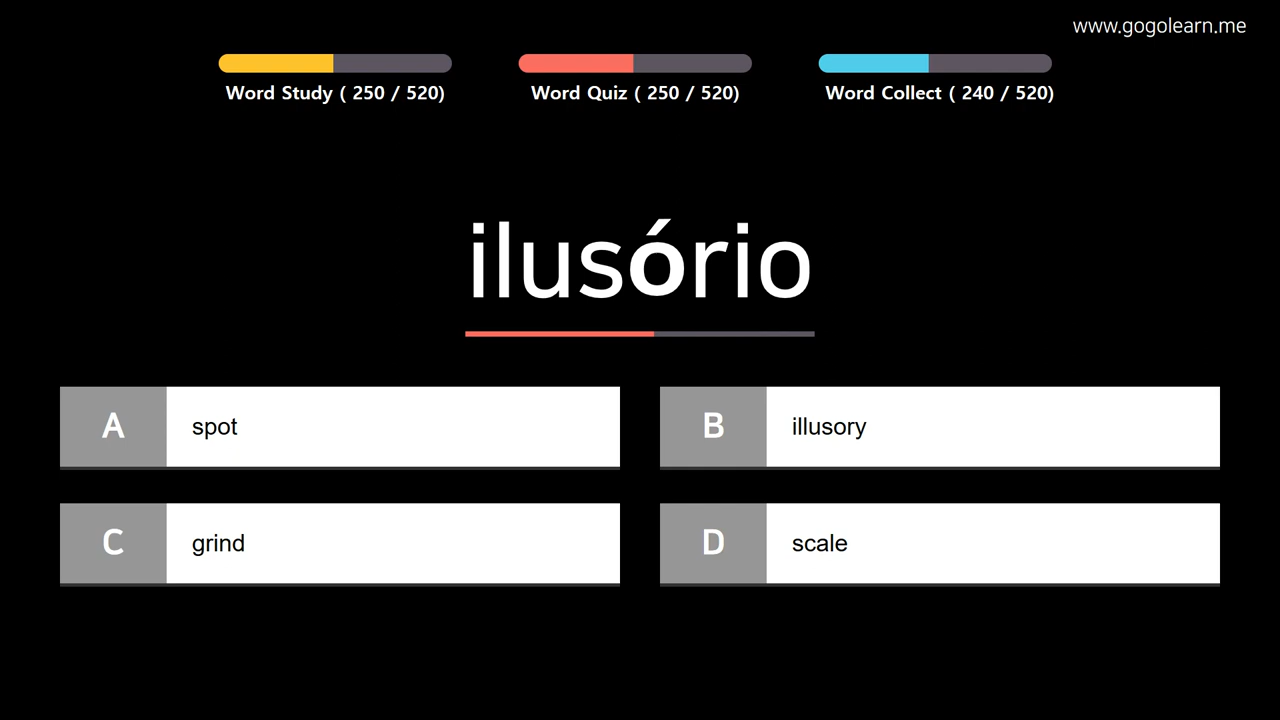 www.gogolearn.me
Word Study ( 250 / 520)
Word Quiz ( 250 / 520)
Word Collect ( 240 / 520)
ilusório
A spot
B illusory
C grind
D scale